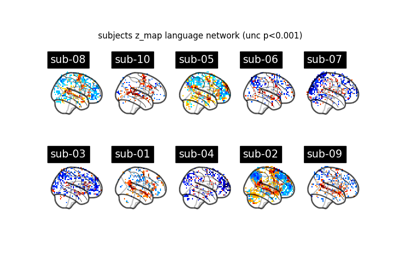 subjects z_map language network (unc p<0.001)
sub-08 sub-10 sub-05 sub-06 sub-07
sub-03 sub-01 sub-04 sub-02 sub-09